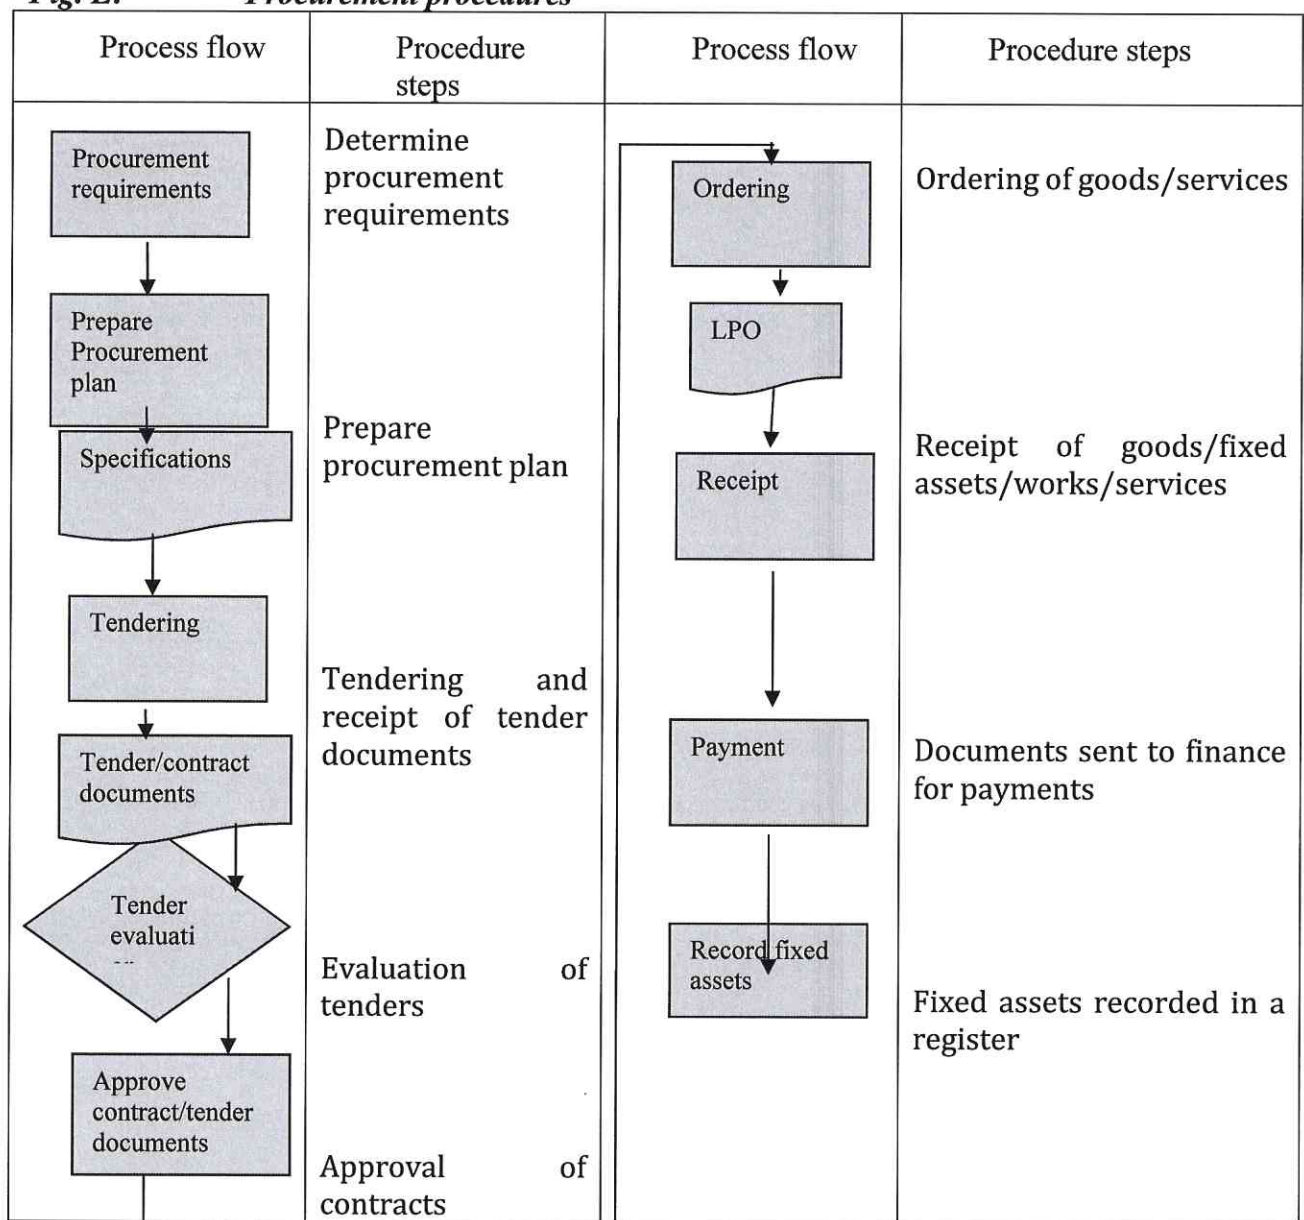 Fig. 2: Procurement procedures
Process flow
Procedure
steps
Process flow
Procedure steps
Procurement
requirements
Determine
procurement
requirements
Prepare
Procurement
plan
Specifications
Prepare
procurement plan
Tendering
Tendering and
receipt of tender
documents
Tender/contract
documents
Tender
evaluati
Evaluation of
tenders
Approve
contract/tender
documents
Approval of
contracts
Ordering
Ordering of goods/services
LPO
Receipt
Receipt of goods/fixed
assets/works/services
Payment
Documents sent to finance
for payments
Record fixed
assets
Fixed assets recorded in a
register